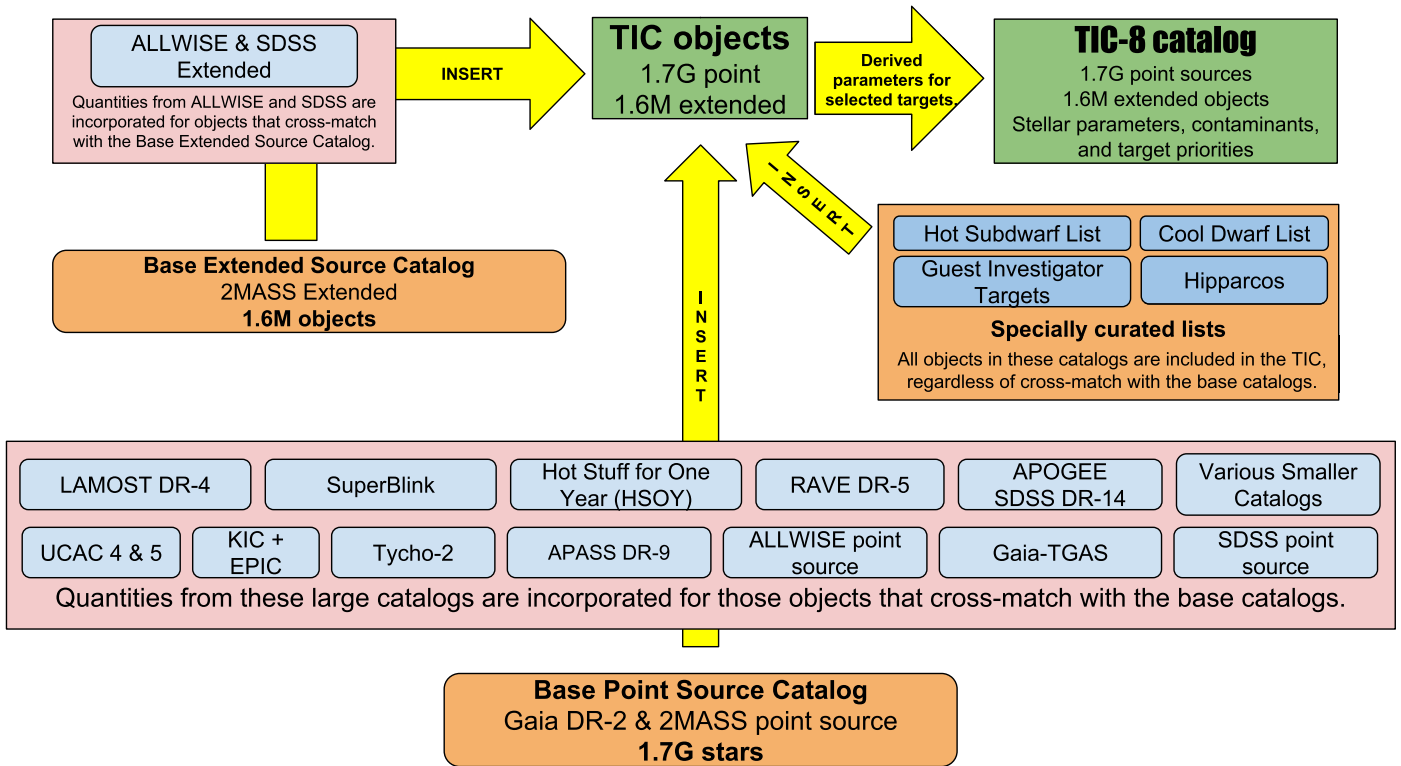 ALLWISE & SDSS
Extended
Quantities from ALLWISE and SDSS are
incorporated for objects that cross-match
with the Base Extended Source Catalog.
INSERT
TIC objects
1.7G point
1.6M extended
Derived
parameters for
selected targets.
TIC-8 catalog
1.7G point sources
1.6M extended objects
Stellar parameters, contaminants,
and target priorities
Base Extended Source Catalog
2MASS Extended
1.6M objects
INSERT
INSERT
Hot Subdwarf List
Cool Dwarf List
Guest Investigator
Targets
Hipparcos
Specially curated lists
All objects in these catalogs are included in the TIC,
regardless of cross-match with the base catalogs.
LAMOST DR-4
SuperBlink
Hot Stuff for One
Year (HSOY)
RAVE DR-5
APOGEE
SDSS DR-14
Various Smaller
Catalogs
UCAC 4 & 5
KIC +
EPIC
Tycho-2
APASS DR-9
ALLWISE point
source
Gaia-TGAS
SDSS point
source
Quantities from these large catalogs are incorporated for those objects that cross-match with the base catalogs.
Base Point Source Catalog
Gaia DR-2 & 2MASS point source
1.7G stars